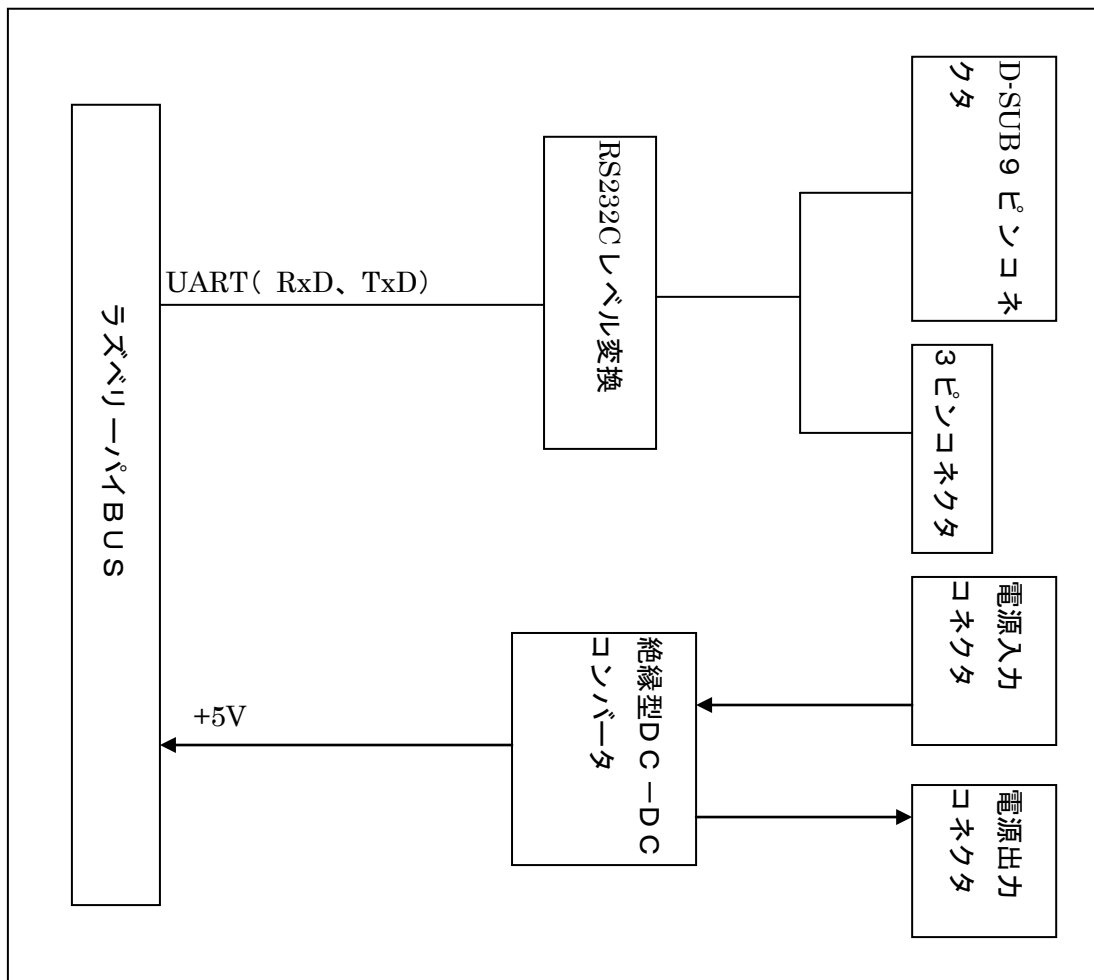 D-SUB９ピンコネ
クタ
RS232Cレベル変換
UART( RxD、TxD)
ラズベリーパイＢＵＳ
３ピンコネクタ
電源入力
コネクタ
絶縁型ＤＣ－ＤＣ
コンバータ
+5V
電源出力
コネクタ